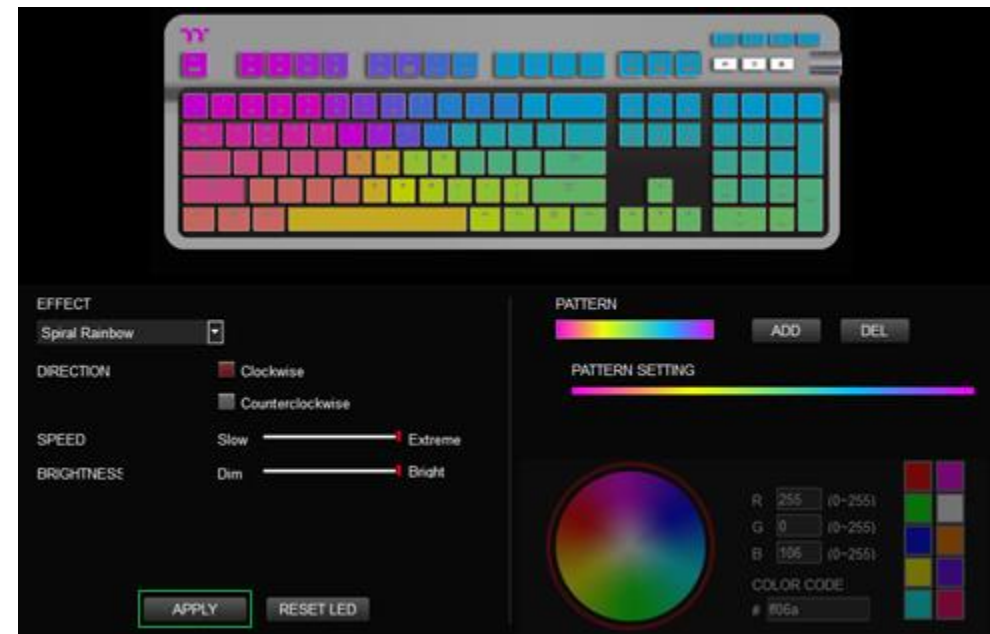 EFFECT
Spiral Rainbow
DIRECTION
Clockwise
Counterclockwise
SPEED
Slow
Extreme
BRIGHTNESS
Dim
Bright
APPLY
RESET LED
PATTERN
ADD
DEL
PATTERN SETTING
R 255 (0~255)
G 0 (0~255)
B 106 (0~255)
COLOR CODE
# ff06a